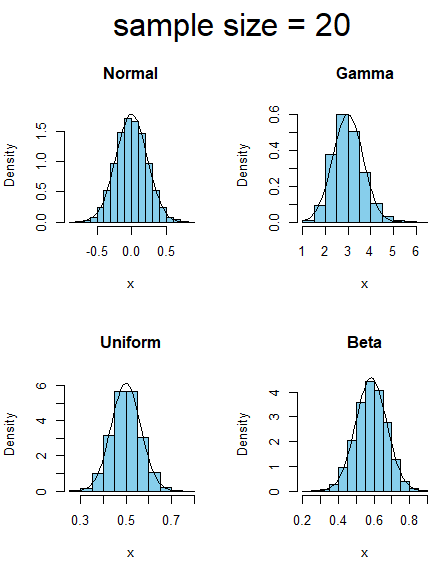 sample size = 20
Normal
Density
0.0 0.5 1.0 1.5
-0.5 0.0 0.5
x
Gamma
Density
0.0 0.2 0.4 0.6
1 2 3 4 5 6
x
Uniform
Density
0 2 4 6
0.3 0.5 0.7
x
Beta
Density
0 1 2 3 4
0.2 0.4 0.6 0.8
x